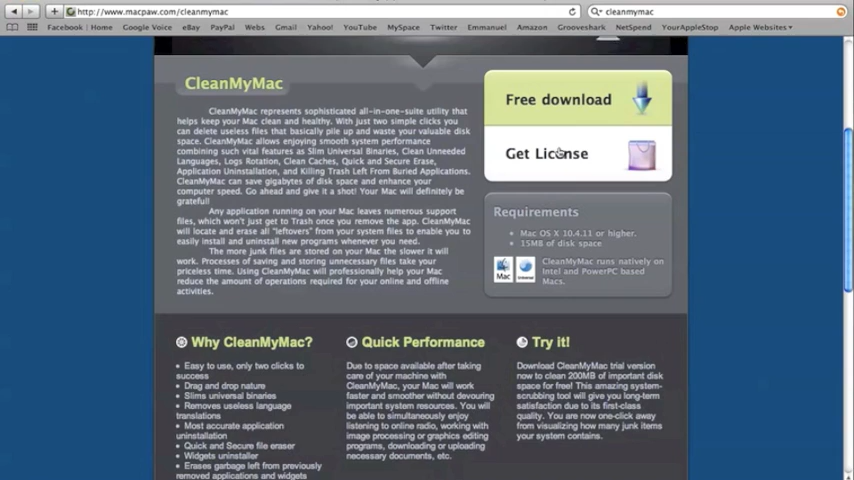 http://www.macpaw.com/cleanmymac
cleanmymac
Facebook | Home Google Voice eBay PayPal Webs Gmail Yahoo! YouTube MySpace Twitter Emmanuel Amazon Grooveshark NetSpend YourAppleStop Apple Websites
CleanMyMac
CleanMyMac represents sophisticated all-in-one-suite utility that
helps keep your Mac clean and healthy. With just two simple clicks you
can delete useless files that basically pile up and waste your valuable disk
space. CleanMyMac allows enjoying smooth system performance
combining such vital features as Slim Universal Binaries, Clean Unneeded
Languages, Logs Rotation, Clean Caches, Quick and Secure Erase,
Application Uninstallation, and Killing Trash Left From Buried Applications.
CleanMyMac can save gigabytes of disk space and enhance your
computer speed. Go ahead and give it a shot! Your Mac will definitely be
grateful!
Any application running on your Mac leaves numerous support
files, which won't just get to Trash once you remove the app. CleanMyMac
will locate and erase all "leftovers" from your system files to enable you to
easily install and uninstall new programs whenever you need.
The more junk files are stored on your Mac the slower it will
work. Processes of saving and storing unnecessary files take your
priceless time. Using CleanMyMac will professionally help your Mac
reduce the amount of operations required for your online and offline
activities.
Free download
Get License
Requirements
Mac OS X 10.4.11 or higher.
15MB of disk space
Mac
Universal
CleanMyMac runs natively on
Intel and PowerPC based
Macs.
Why CleanMyMac?
Easy to use, only two clicks to
success
Drag and drop nature
Slims universal binaries
Removes useless language
translations
Most accurate application
uninstallation
Quick and Secure file eraser
Widgets uninstaller
Erases garbage left from previously
removed applications and widgets
Quick Performance
Due to space available after taking
care of your machine with
CleanMyMac, your Mac will work
faster and smoother without devouring
important system resources. You will
be able to simultaneously enjoy
listening to online radio, working with
image processing or graphics editing
programs, downloading or uploading
necessary documents, etc.
Try it!
Download CleanMyMac trial version
now to clean 200MB of important disk
space for free! This amazing system-
scrubbing tool will give you long-term
satisfaction due to its first-class
quality. You are now one-click away
from visualizing how many junk items
your system contains.